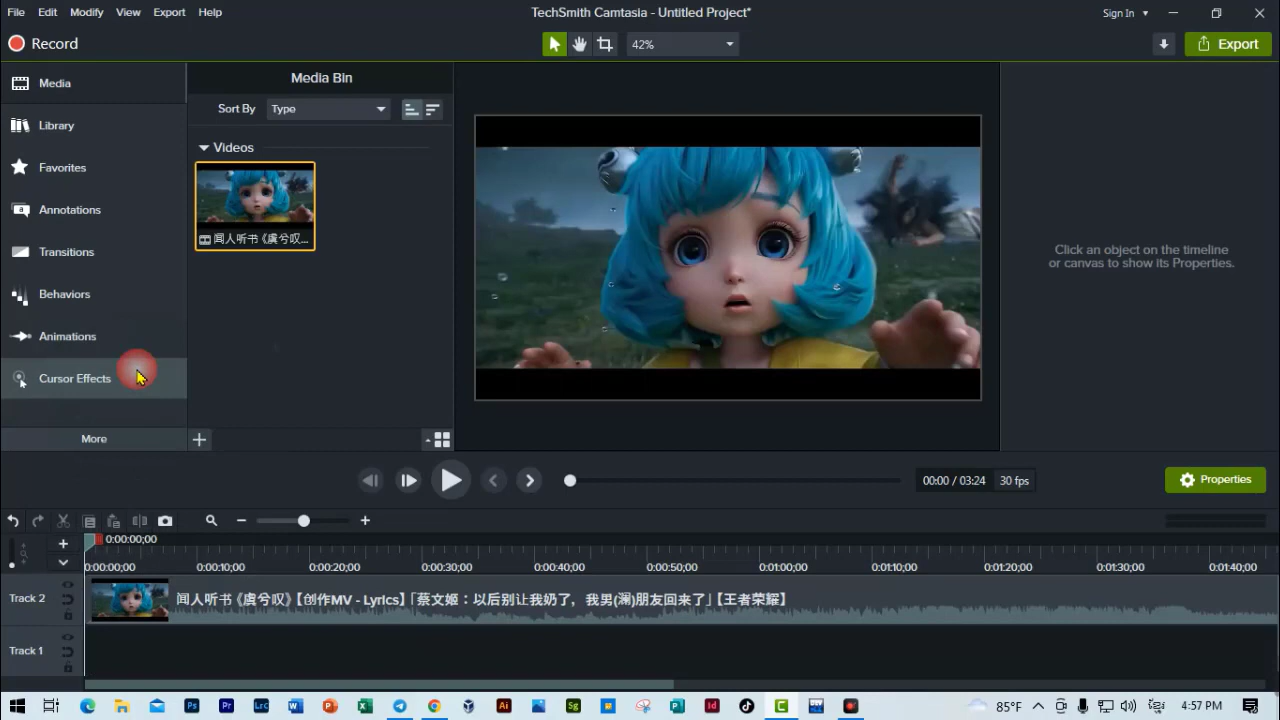 File Edit Modify View Export Help
TechSmith Camtasia - Untitled Project*
Sign In
Record
42%
Export
Media
Library
Favorites
Annotations
Transitions
Behaviors
Animations
Cursor Effects
More
Media Bin
Sort By Type
Videos
闻人听书《虞兮叹...
Click an object on the timeline
or canvas to show its Properties.
00:00 / 03:24 30 fps
Properties
0:00:00;00
0:00:00;00 0:00:10;00 0:00:20;00 0:00:30;00 0:00:40;00 0:00:50;00 0:01:00;00 0:01:10;00 0:01:20;00 0:01:30;00 0:01:40;00
Track 2
闻人听书《虞兮叹》【创作MV - Lyrics】「蔡文姬：以后别让我奶了，我男(澜)朋友回来了」【王者荣耀】
Track 1
Ps Pr Lrc Ai Sg Id
85°F 4:57 PM